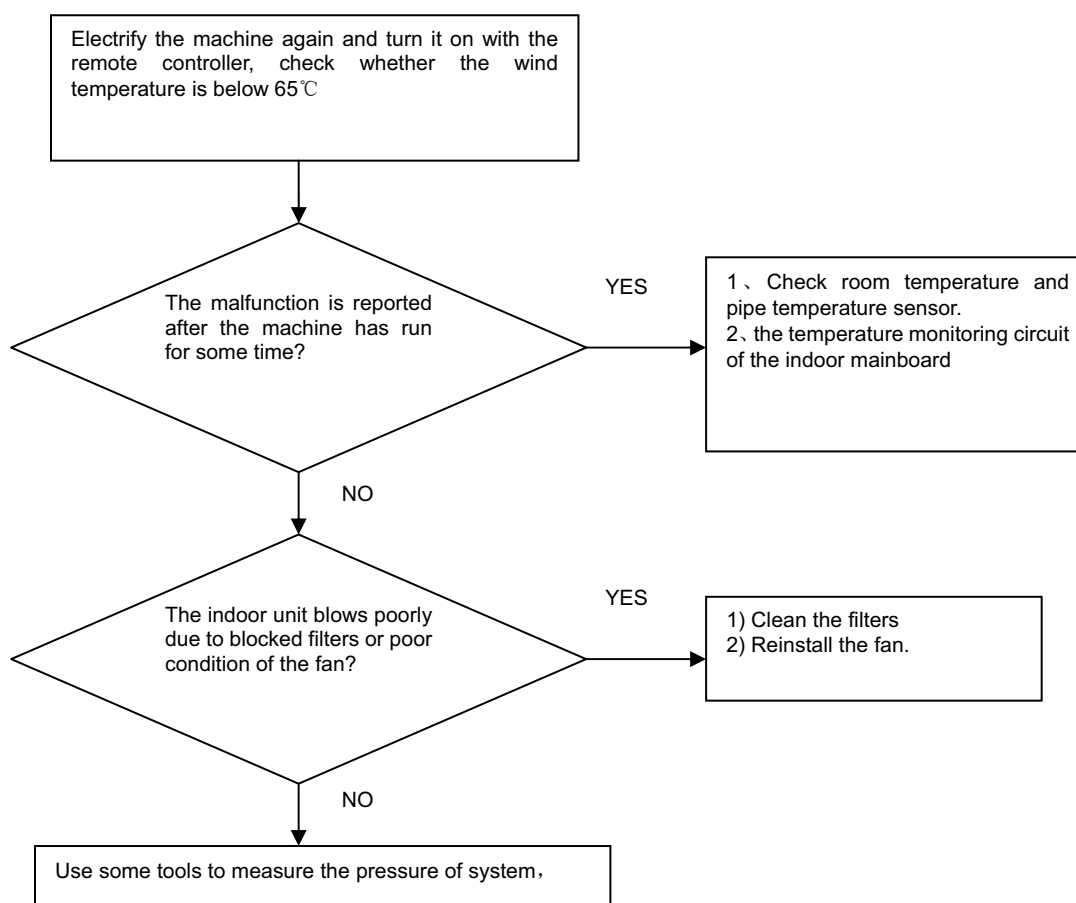 Electrify the machine again and turn it on with the
remote controller, check whether the wind
temperature is below 65℃
The malfunction is reported
after the machine has run
for some time?
YES
1、Check room temperature and
pipe temperature sensor.
2、the temperature monitoring circuit
of the indoor mainboard
NO
The indoor unit blows poorly
due to blocked filters or poor
condition of the fan?
YES
1) Clean the filters
2) Reinstall the fan.
NO
Use some tools to measure the pressure of system，